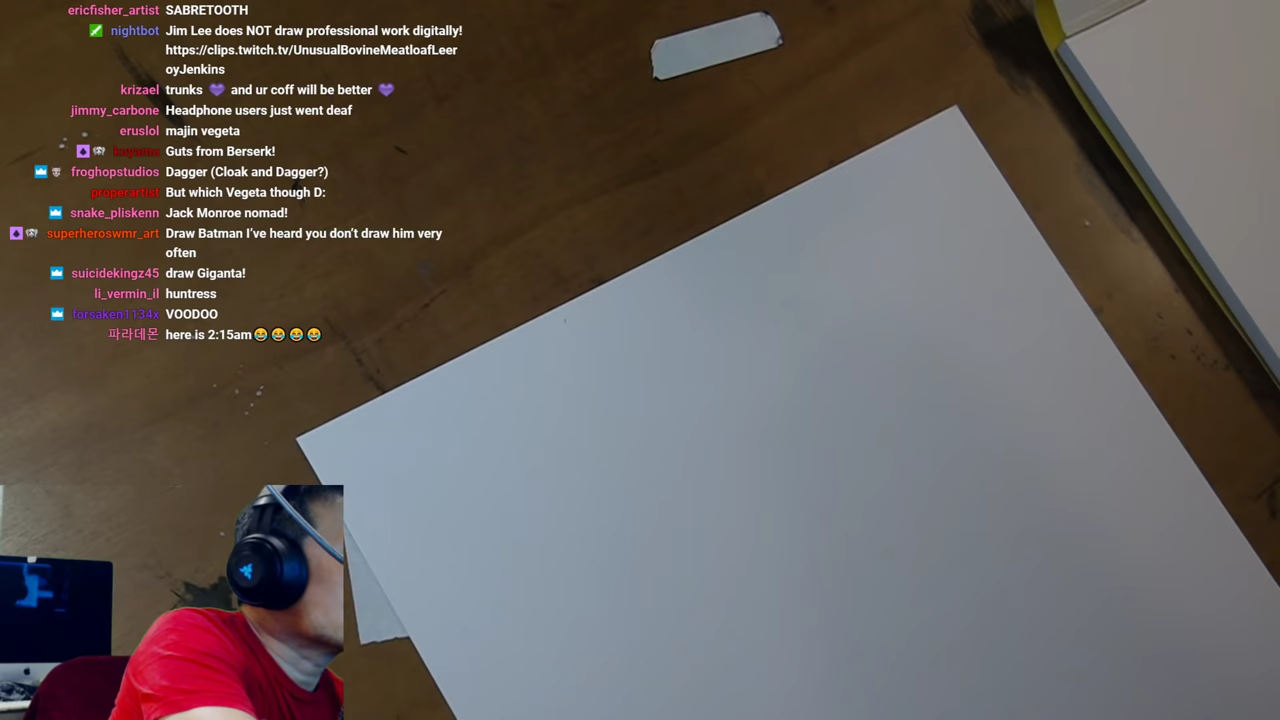 ericfisher_artist SABRETOOTH
nightbot Jim Lee does NOT draw professional work digitally!
https://clips.twitch.tv/UnusualBovineMeatloafLeer
oyJenkins
krizael trunks 💜 and ur coff will be better 💜
jimmy_carbone Headphone users just went deaf
eruslol majin vegeta
Guts from Berserk!
froghopstudios Dagger (Cloak and Dagger?)
properartist But which Vegeta though D:
snake_pliskenn Jack Monroe nomad!
superheroswmr_art Draw Batman I've heard you don't draw him very
often
suicidekingz45 draw Giganta!
li_vermin_il huntress
forsaken1134x VOODOO
파라데몬 here is 2:15am😂😂😂😂